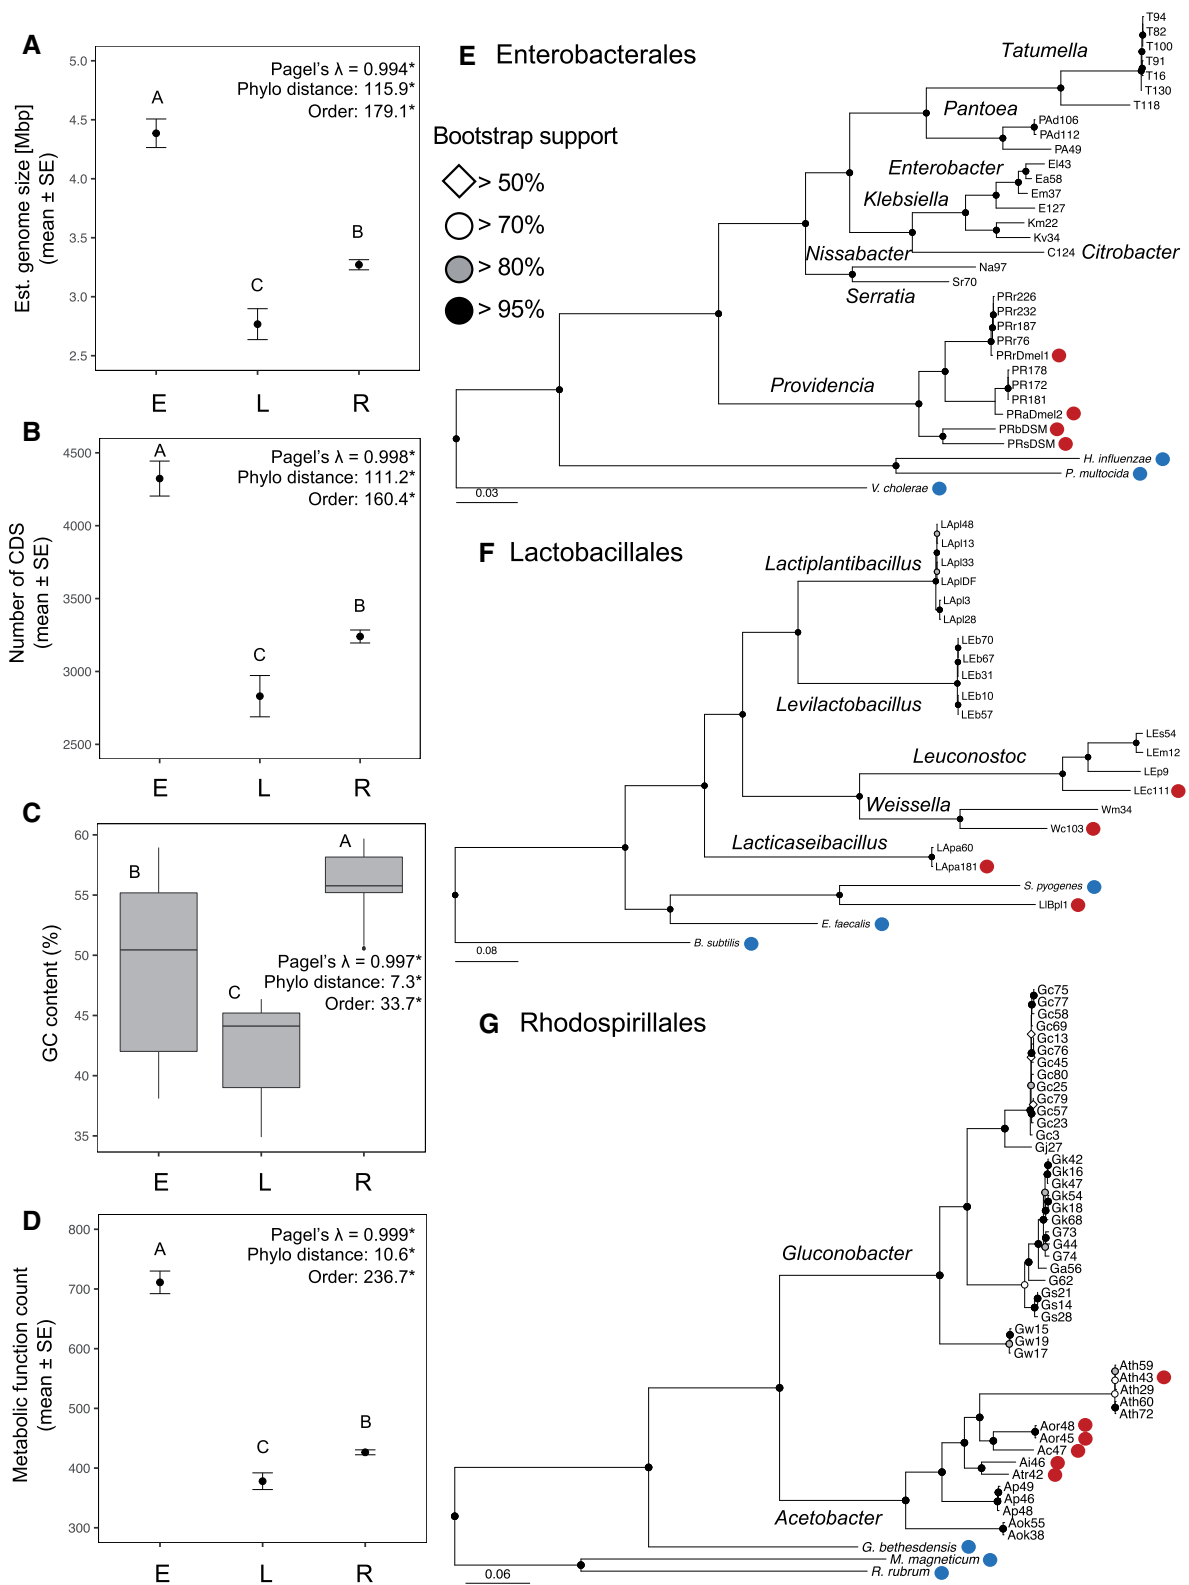 A
Est. genome size [Mbp]
(mean ± SE)
5.0
4.5
4.0
3.5
3.0
2.5
Pagel's λ = 0.994*
Phylo distance: 115.9*
Order: 179.1*
A
C
B
E L R
B
Number of CDS
(mean ± SE)
4500
4000
3500
3000
2500
Pagel's λ = 0.998*
Phylo distance: 111.2*
Order: 160.4*
A
C
B
E L R
C
GC content (%)
60
55
50
45
40
35
B
C
A
Pagel's λ = 0.997*
Phylo distance: 7.3*
Order: 33.7*
E L R
D
Metabolic function count
(mean ± SE)
800
700
600
500
400
300
Pagel's λ = 0.999*
Phylo distance: 10.6*
Order: 236.7*
A
C
B
E L R
E Enterobacterales
Bootstrap support
> 50%
> 70%
> 80%
> 95%
Tatumella
T94
T82
T100
T91
T16
T130
T118
Pantoea
PAd106
PAd112
PA49
Enterobacter
El43
Ea58
Em37
E127
Klebsiella
Km22
Kv34
C124 Citrobacter
Nissabacter
Na97
Sr70
Serratia
PRr226
PRr232
PRr187
PRr76
PRrDmel1
Providencia
PR178
PR172
PR181
PRaDmel2
PRbDSM
PRsDSM
H. influenzae
P. multocida
V. cholerae
0.03
F Lactobacillales
Lactiplantibacillus
LApl48
LApl13
LApl33
LAplDF
LApl3
LApl28
LEb70
LEb67
LEb31
LEb10
LEb57
Levilactobacillus
Leuconostoc
LEs54
LEm12
LEp9
LEc111
Weissella
Wm34
Wc103
Lacticaseibacillus
LApa60
LApa181
S. pyogenes
LlBpl1
E. faecalis
B. subtilis
0.08
G Rhodospirillales
Gc75
Gc77
Gc58
Gc69
Gc13
Gc76
Gc45
Gc80
Gc25
Gc79
Gc57
Gc23
Gc3
Gj27
Gk42
Gk16
Gk47
Gk54
Gk18
Gk68
G73
G44
G74
Ga56
G62
Gs21
Gs14
Gs28
Gluconobacter
Gw15
Gw19
Gw17
Ath59
Ath43
Ath29
Ath60
Ath72
Aor48
Aor45
Ac47
Ai46
Atr42
Ap49
Ap46
Ap48
Acetobacter
Aok55
Aok38
G. bethesdensis
M. magneticum
R. rubrum
0.06